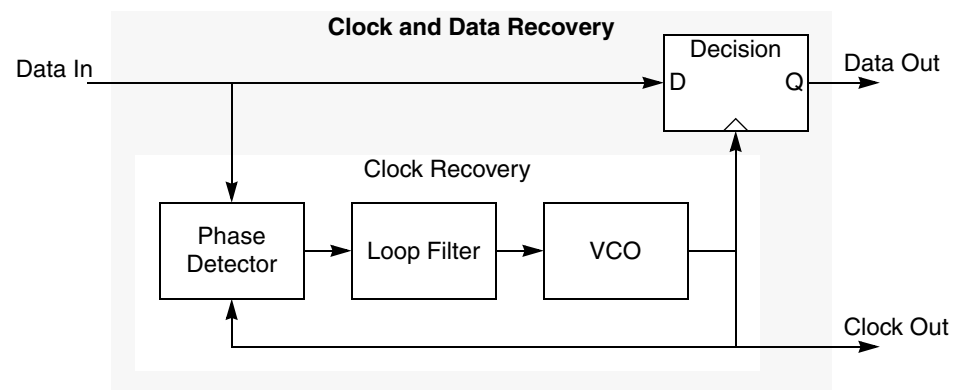 Clock and Data Recovery
Decision
Data In
Data Out
D
Q
Clock Recovery
Phase
Detector
Loop Filter
VCO
Clock Out